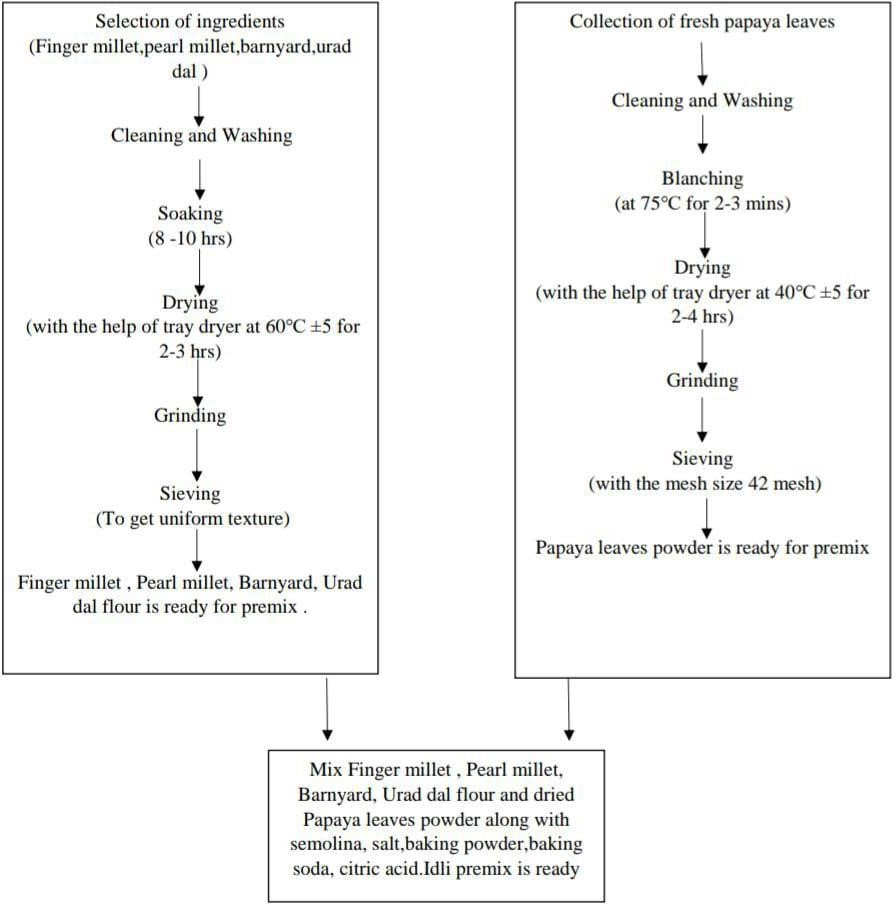 Selection of ingredients
(Finger millet,pearl millet,barnyard,urad
dal )
Cleaning and Washing
Soaking
(8 -10 hrs)
Drying
(with the help of tray dryer at 60℃ ±5 for
2-3 hrs)
Grinding
Sieving
(To get uniform texture)
Finger millet , Pearl millet, Barnyard, Urad
dal flour is ready for premix .
Collection of fresh papaya leaves
Cleaning and Washing
Blanching
(at 75℃ for 2-3 mins)
Drying
(with the help of tray dryer at 40℃ ±5 for
2-4 hrs)
Grinding
Sieving
(with the mesh size 42 mesh)
Papaya leaves powder is ready for premix
Mix Finger millet , Pearl millet,
Barnyard, Urad dal flour and dried
Papaya leaves powder along with
semolina, salt,baking powder,baking
soda, citric acid.Idli premix is ready